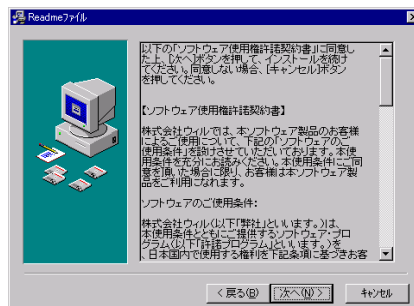 Readmeファイル
以下の「ソフトウェア使用権許諾契約書」に同意し
た上、[次へ]ボタンを押して、インストールを続け
てください。同意しない場合、[キャンセル]ボタン
を押してください。
【ソフトウェア使用権許諾契約書】
株式会社ウィルでは、本ソフトウェア製品のお客様
によるご使用について、下記の「ソフトウェアのご
使用条件」を設けさせていただいております。本使
用条件を充分にお読みください。本使用条件にご同
意を頂いた場合に限り、お客様は本ソフトウェア製
品をご利用になれます。
ソフトウェアのご使用条件:
株式会社ウィル(以下「弊社」といいます。)は、
本使用条件とともにご提供するソフトウェア・プロ
グラム(以下「許諾プログラム」といいます。)を
、日本国内で使用する権利を下記条項に基づきお客
< 戻る(B)
次へ(N) >
キャンセル